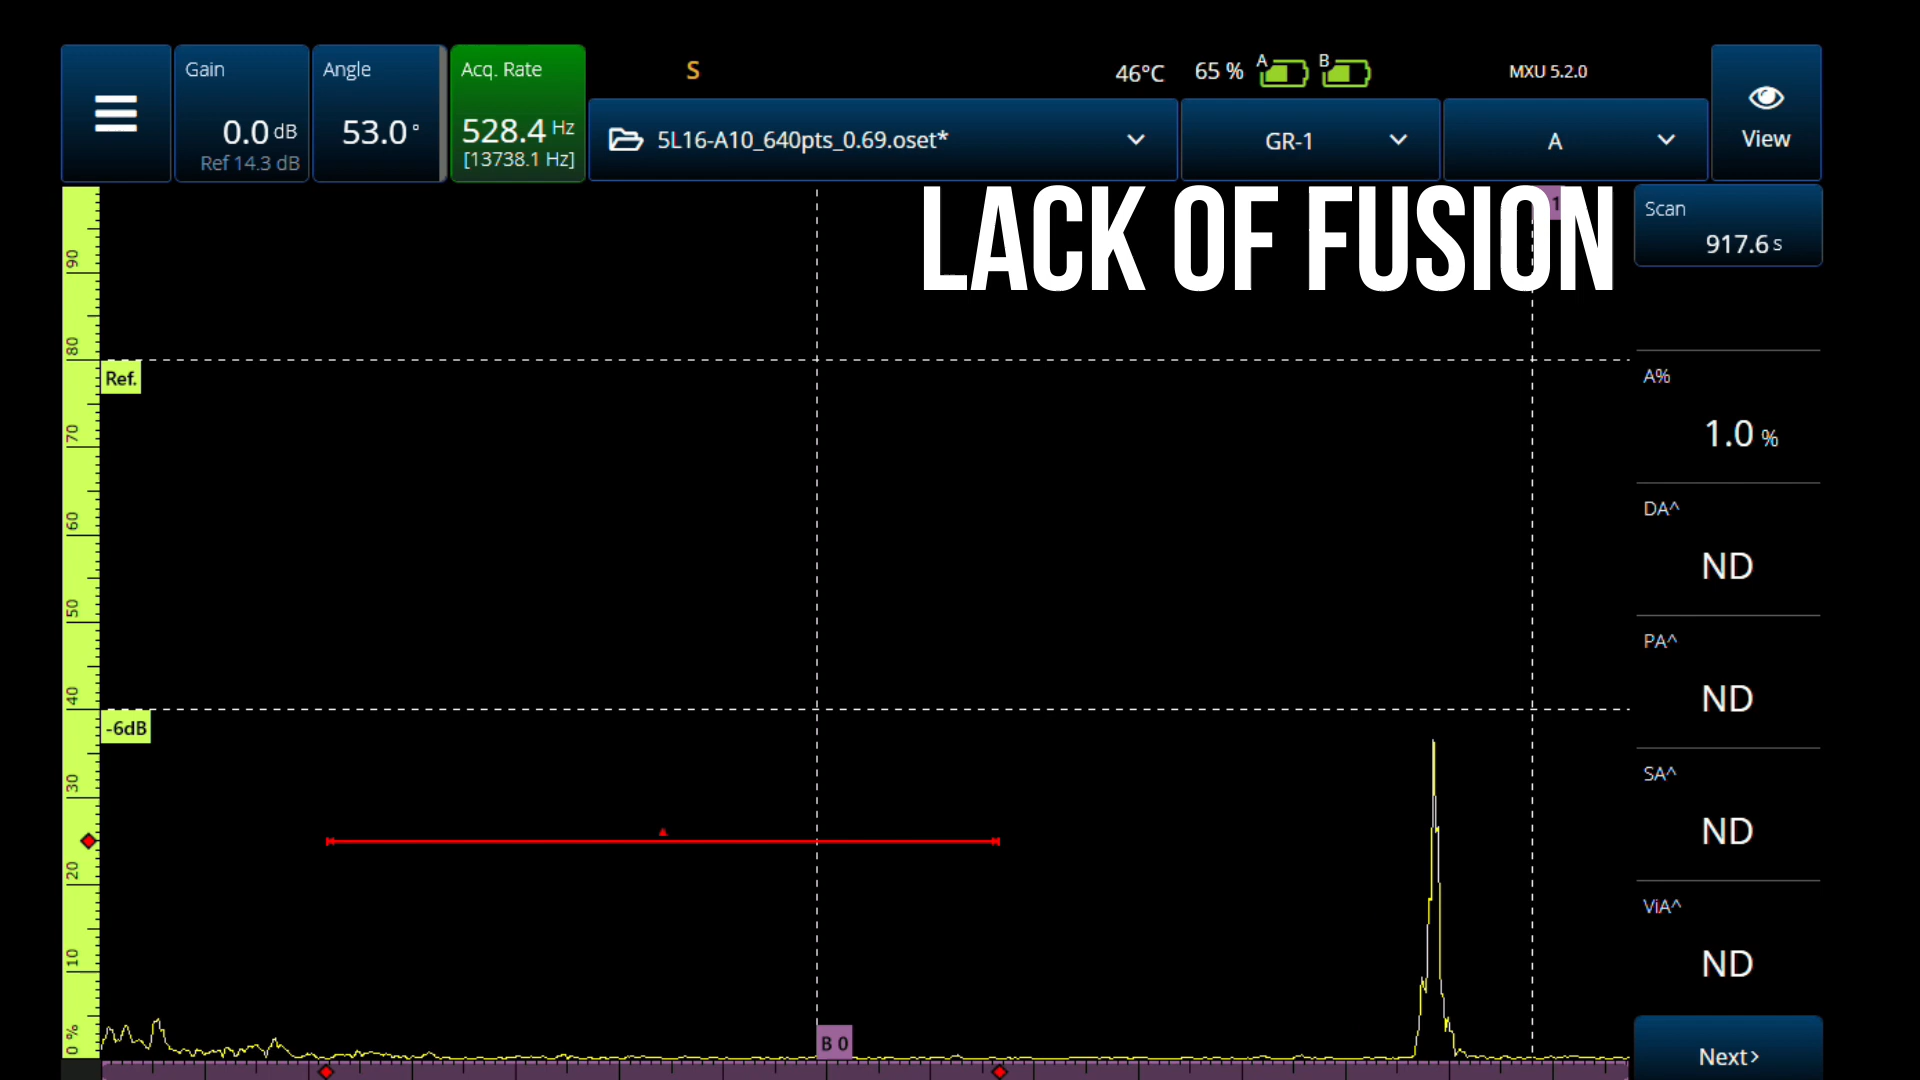 Gain
0.0 dB
Ref 14.3 dB
Angle
53.0 °
Acq. Rate
528.4 Hz
[13738.1 Hz]
S
46°C
65 %
A
B
MXU 5.2.0
5L16-A10_640pts_0.69.oset*
GR-1
A
View
LACK OF FUSION
1
Scan
917.6 s
90
80
Ref.
70
60
50
40
-6dB
30
20
10
0 %
B 0
A%
1.0 %
DA^
ND
PA^
ND
SA^
ND
ViA^
ND
Next>